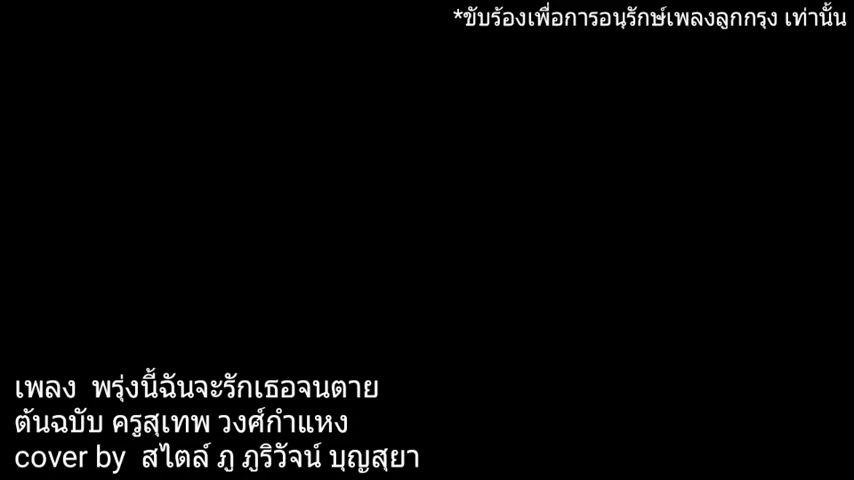 *ขับร้องเพื่อการอนุรักษ์เพลงลูกกรุง เท่านั้น
เพลง พรุ่งนี้ฉันจะรักเธอจนตาย
ต้นฉบับ ครูสุเทพ วงศ์กำแหง
cover by สไตล์ ภู ภูริวัจน์ บุญสุยา